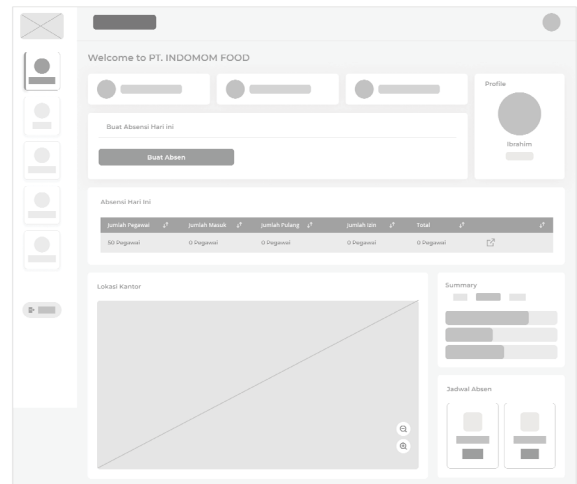 Welcome to PT. INDOMOM FOOD
Profile
Ibrahim
Buat Absensi Hari ini
Buat Absen
Absensi Hari Ini
Jumlah Pegawai Jumlah Masuk Jumlah Pulang Jumlah Izin Total
50 Pegawai 0 Pegawai 0 Pegawai 0 Pegawai 0 Pegawai
Lokasi Kantor
Summary
Jadwal Absen